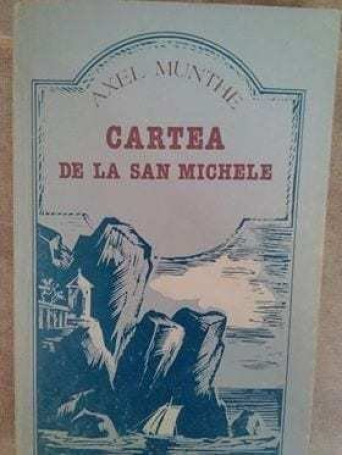 AXEL MUNTHE
CARTEA
DE LA SAN MICHELE